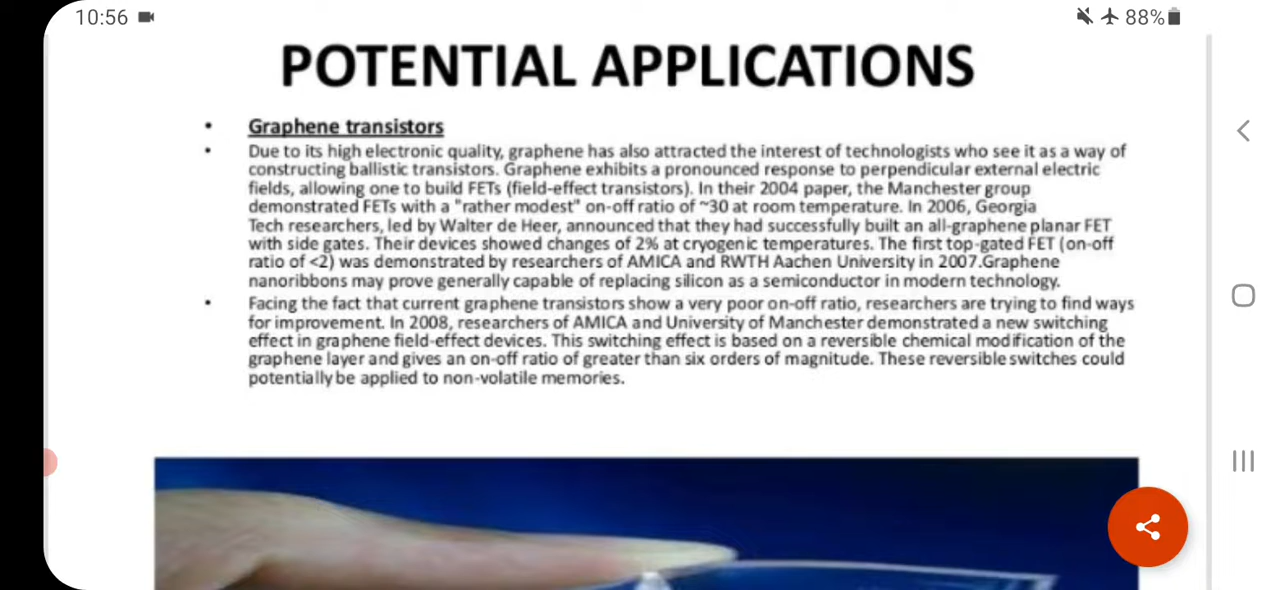 10:56
88%
POTENTIAL APPLICATIONS
• Graphene transistors
• Due to its high electronic quality, graphene has also attracted the interest of technologists who see it as a way of
constructing ballistic transistors. Graphene exhibits a pronounced response to perpendicular external electric
fields, allowing one to build FETs (field-effect transistors). In their 2004 paper, the Manchester group
demonstrated FETs with a "rather modest" on-off ratio of ~30 at room temperature. In 2006, Georgia
Tech researchers, led by Walter de Heer, announced that they had successfully built an all-graphene planar FET
with side gates. Their devices showed changes of 2% at cryogenic temperatures. The first top-gated FET (on-off
ratio of <2) was demonstrated by researchers of AMICA and RWTH Aachen University in 2007.Graphene
nanoribbons may prove generally capable of replacing silicon as a semiconductor in modern technology.
• Facing the fact that current graphene transistors show a very poor on-off ratio, researchers are trying to find ways
for improvement. In 2008, researchers of AMICA and University of Manchester demonstrated a new switching
effect in graphene field-effect devices. This switching effect is based on a reversible chemical modification of the
graphene layer and gives an on-off ratio of greater than six orders of magnitude. These reversible switches could
potentially be applied to non-volatile memories.